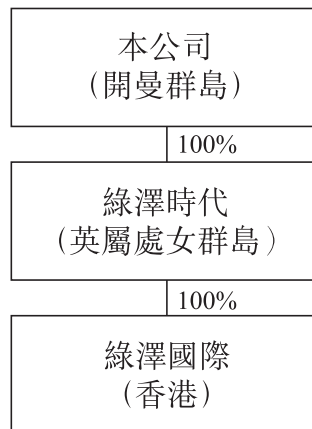 本公司
（開曼群島）
100%
綠澤時代
（英屬處女群島）
100%
綠澤國際
（香港）